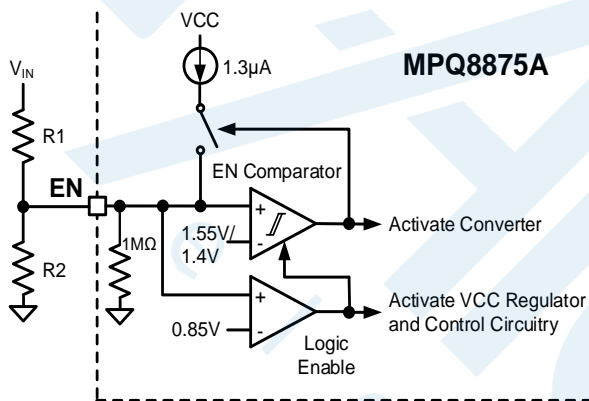 VCC
1.3μA
MPQ8875A
VIN
R1
EN
EN Comparator
+
-
1.55V/
1.4V
1MΩ
R2
Activate Converter
+
-
0.85V
Logic
Enable
Activate VCC Regulator
and Control Circuitry